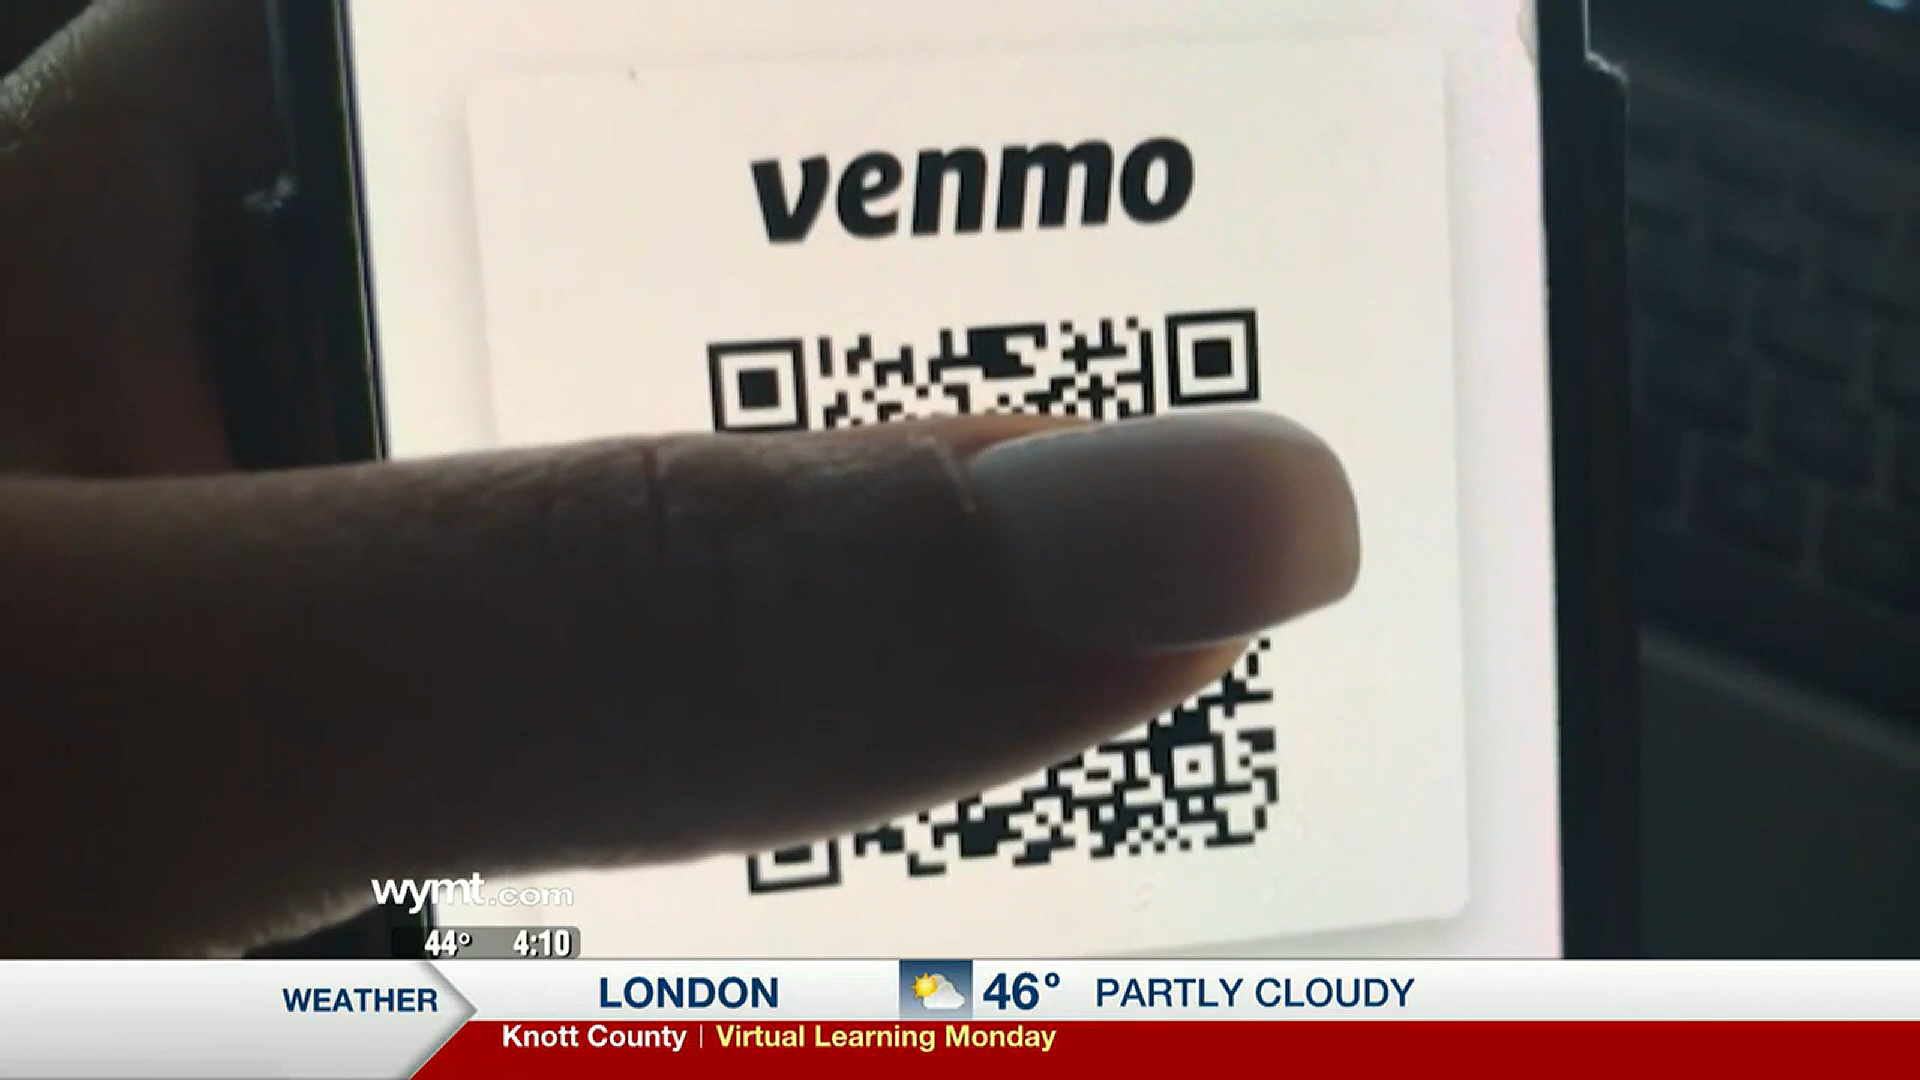 venmo
wymt.com
44° 4:10
WEATHER LONDON 46° PARTLY CLOUDY
Knott County | Virtual Learning Monday